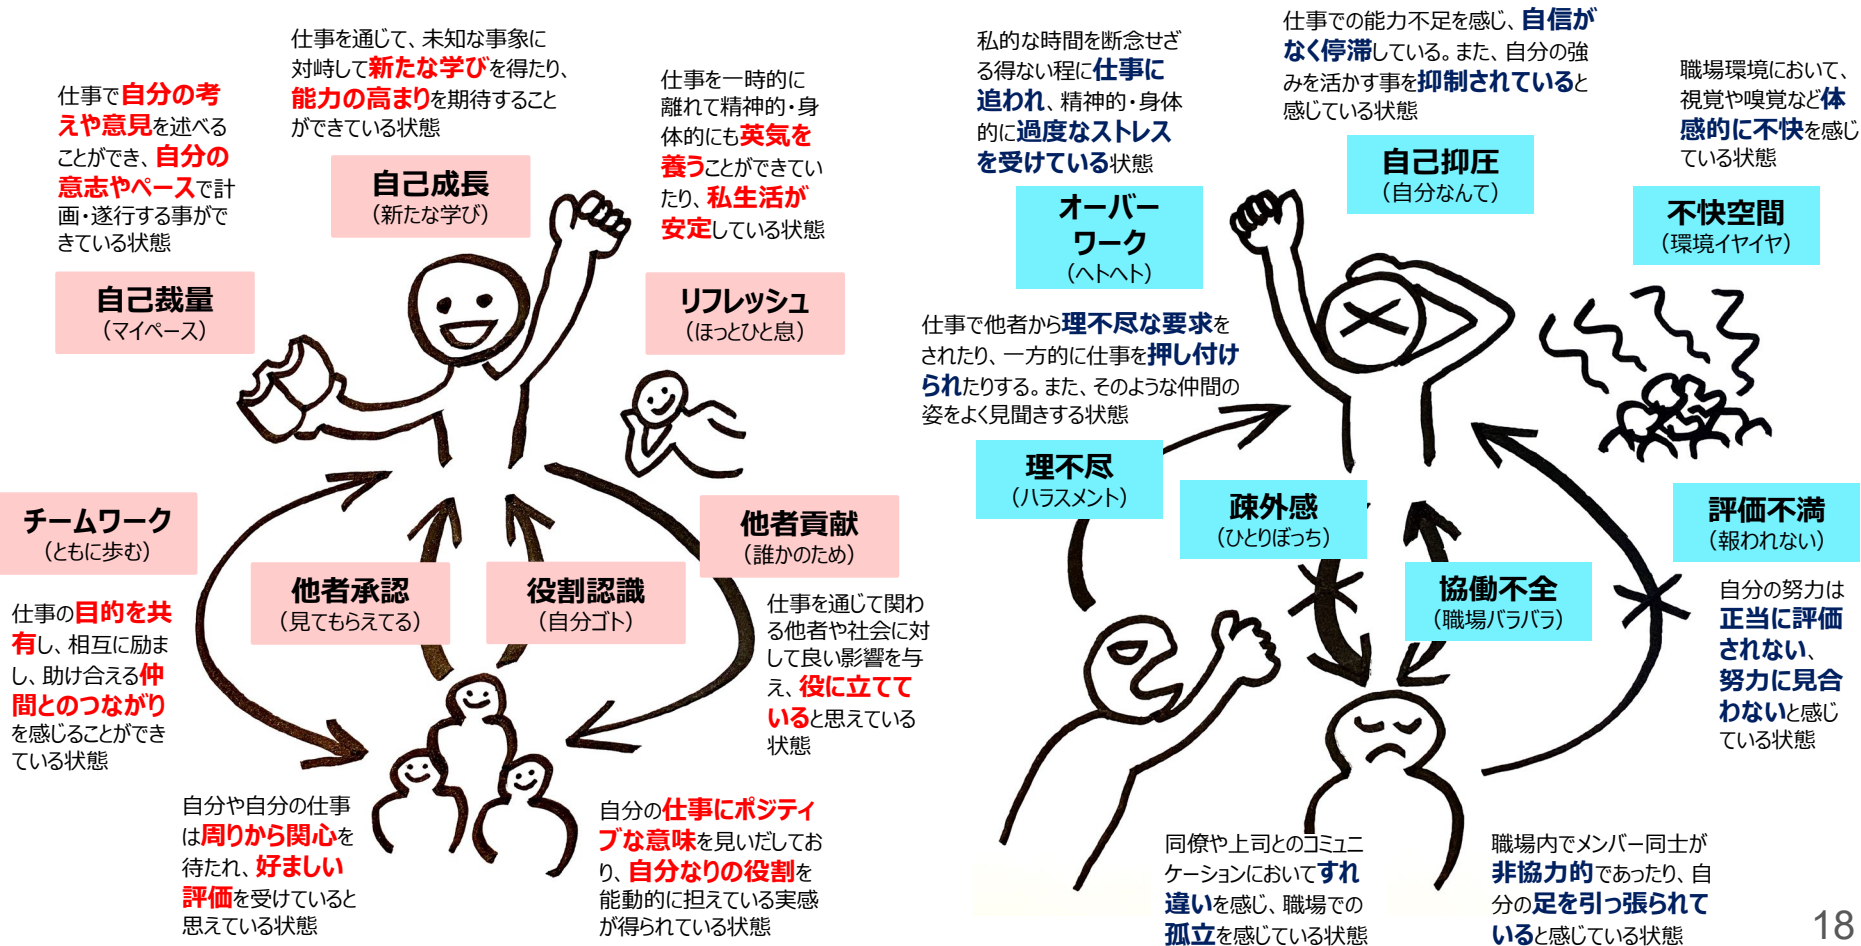 仕事を通じて、未知な事象に
対峙して新たな学びを得たり、
能力の高まりを期待すること
ができている状態
自己成長
（新たな学び）
仕事で自分の考
えや意見を述べる
ことができ、自分の
意志やペースで計
画・遂行する事がで
きている状態
自己裁量
（マイペース）
仕事を一時的に
離れて精神的・身
体的にも英気を
養うことができてい
たり、私生活が
安定している状態
リフレッシュ
（ほっとひと息）
チームワーク
（ともに歩む）
仕事の目的を共
有し、相互に励ま
し、助け合える仲
間とのつながり
を感じることができ
ている状態
他者承認
（見てもらえてる）
自分や自分の仕事
は周りから関心を
待たれ、好ましい
評価を受けていると
思えている状態
役割認識
（自分ゴト）
自分の仕事にポジティ
ブな意味を見いだしてお
り、自分なりの役割を
能動的に担えている実感
が得られている状態
他者貢献
（誰かのため）
仕事を通じて関わ
る他者や社会に対
して良い影響を与
え、役に立てて
いると思えている
状態
私的な時間を断念せざ
る得ない程に仕事に
追われ、精神的・身体
的に過度なストレス
を受けている状態
オーバー
ワーク
（ヘトヘト）
仕事での能力不足を感じ、自信が
なく停滞している。また、自分の強
みを活かす事を抑制されていると
感じている状態
自己抑圧
（自分なんて）
職場環境において、
視覚や嗅覚など体
感的に不快を感じ
ている状態
不快空間
（環境イヤイヤ）
仕事で他者から理不尽な要求を
されたり、一方的に仕事を押し付け
られたりする。また、そのような仲間の
姿をよく見聞きする状態
理不尽
（ハラスメント）
疎外感
（ひとりぼっち）
同僚や上司とのコミュニ
ケーションにおいてすれ
違いを感じ、職場での
孤立を感じている状態
協働不全
（職場バラバラ）
職場内でメンバー同士が
非協力的であったり、自
分の足を引っ張られて
いると感じている状態
評価不満
（報われない）
自分の努力は
正当に評価
されない、
努力に見合
わないと感じ
ている状態
18